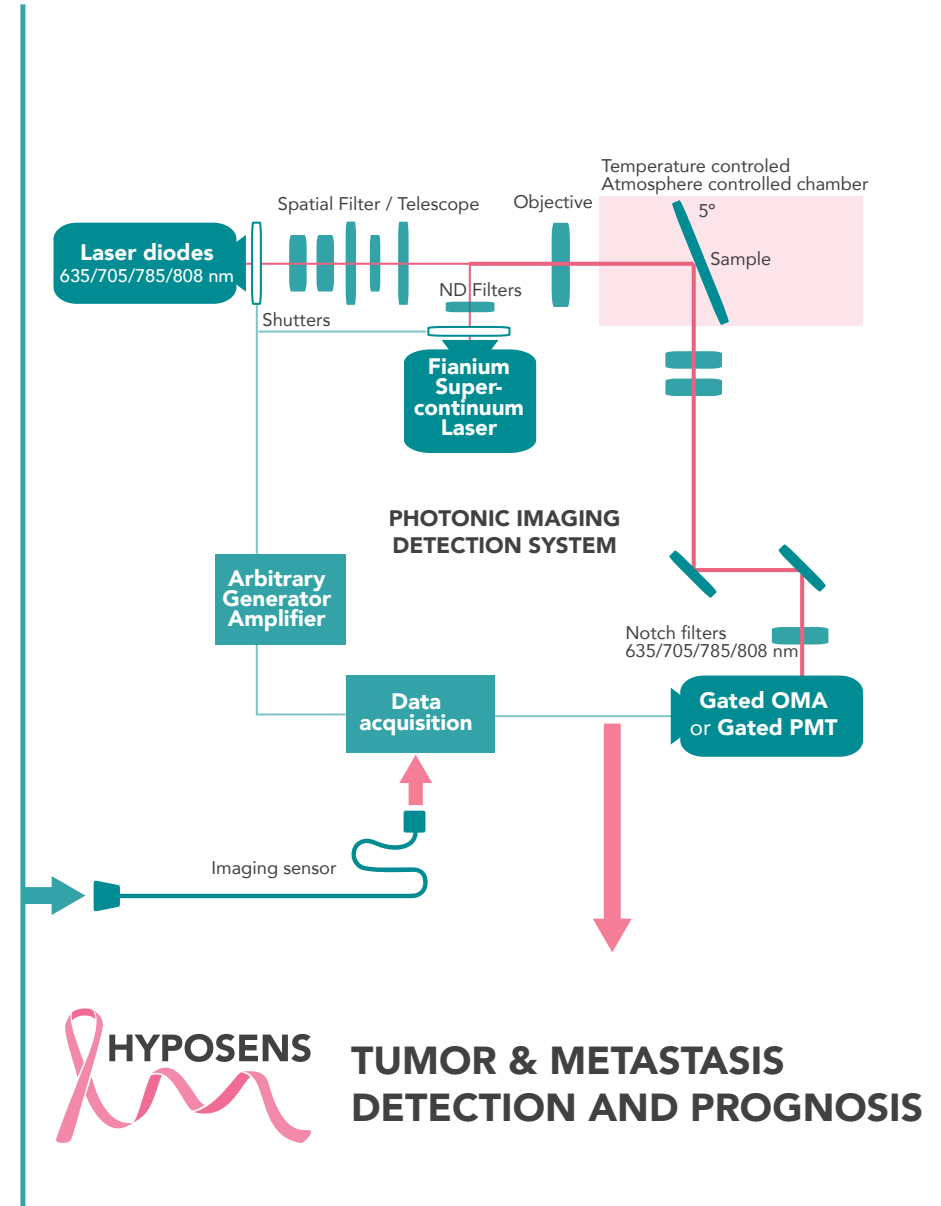 Temperature controled
Atmosphere controlled chamber
5º
Sample
Objective
Spatial Filter / Telescope
Laser diodes
635/705/785/808 nm
ND Filters
Shutters
Fianium
Super-
continuum
Laser
PHOTONIC IMAGING
DETECTION SYSTEM
Arbitrary
Generator
Amplifier
Notch filters
635/705/785/808 nm
Data
acquisition
Gated OMA
or Gated PMT
Imaging sensor
HYPOSENS
TUMOR & METASTASIS
DETECTION AND PROGNOSIS